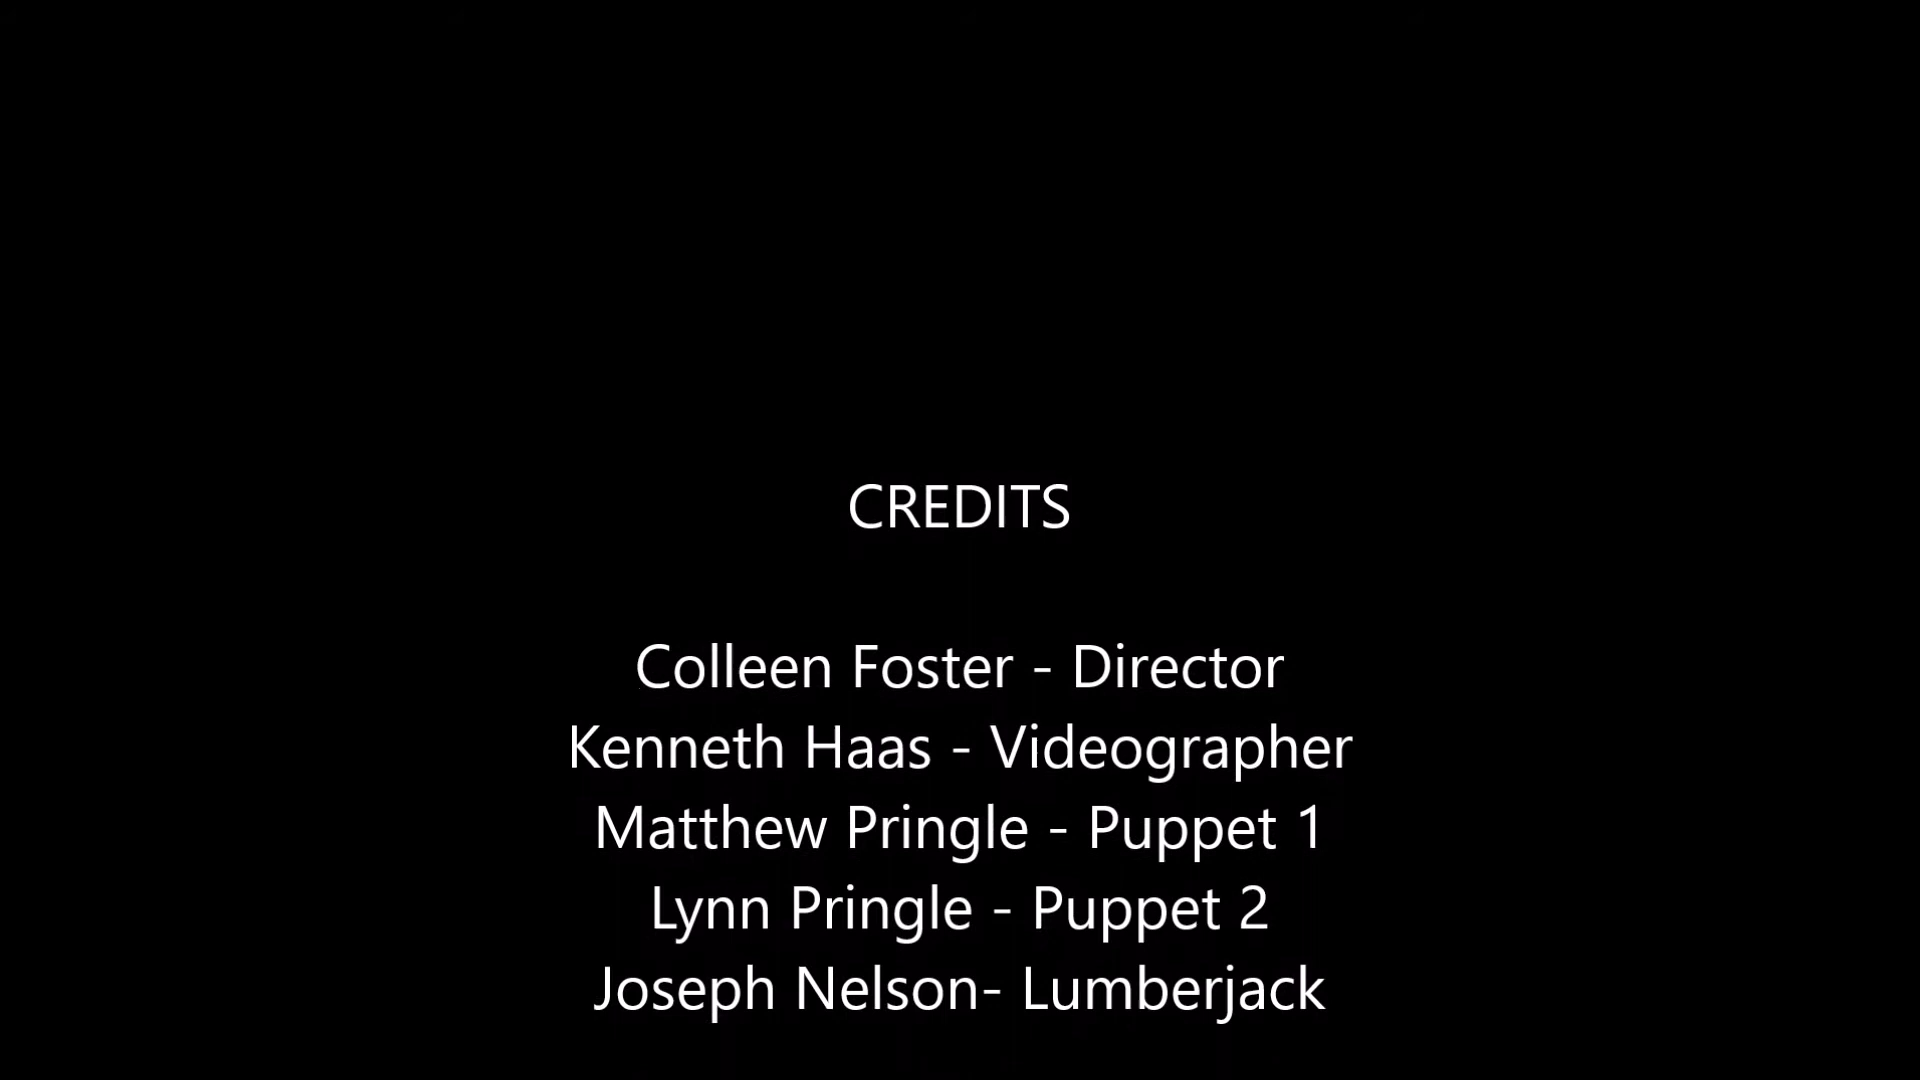 CREDITS
Colleen Foster - Director
Kenneth Haas - Videographer
Matthew Pringle - Puppet 1
Lynn Pringle - Puppet 2
Joseph Nelson- Lumberjack